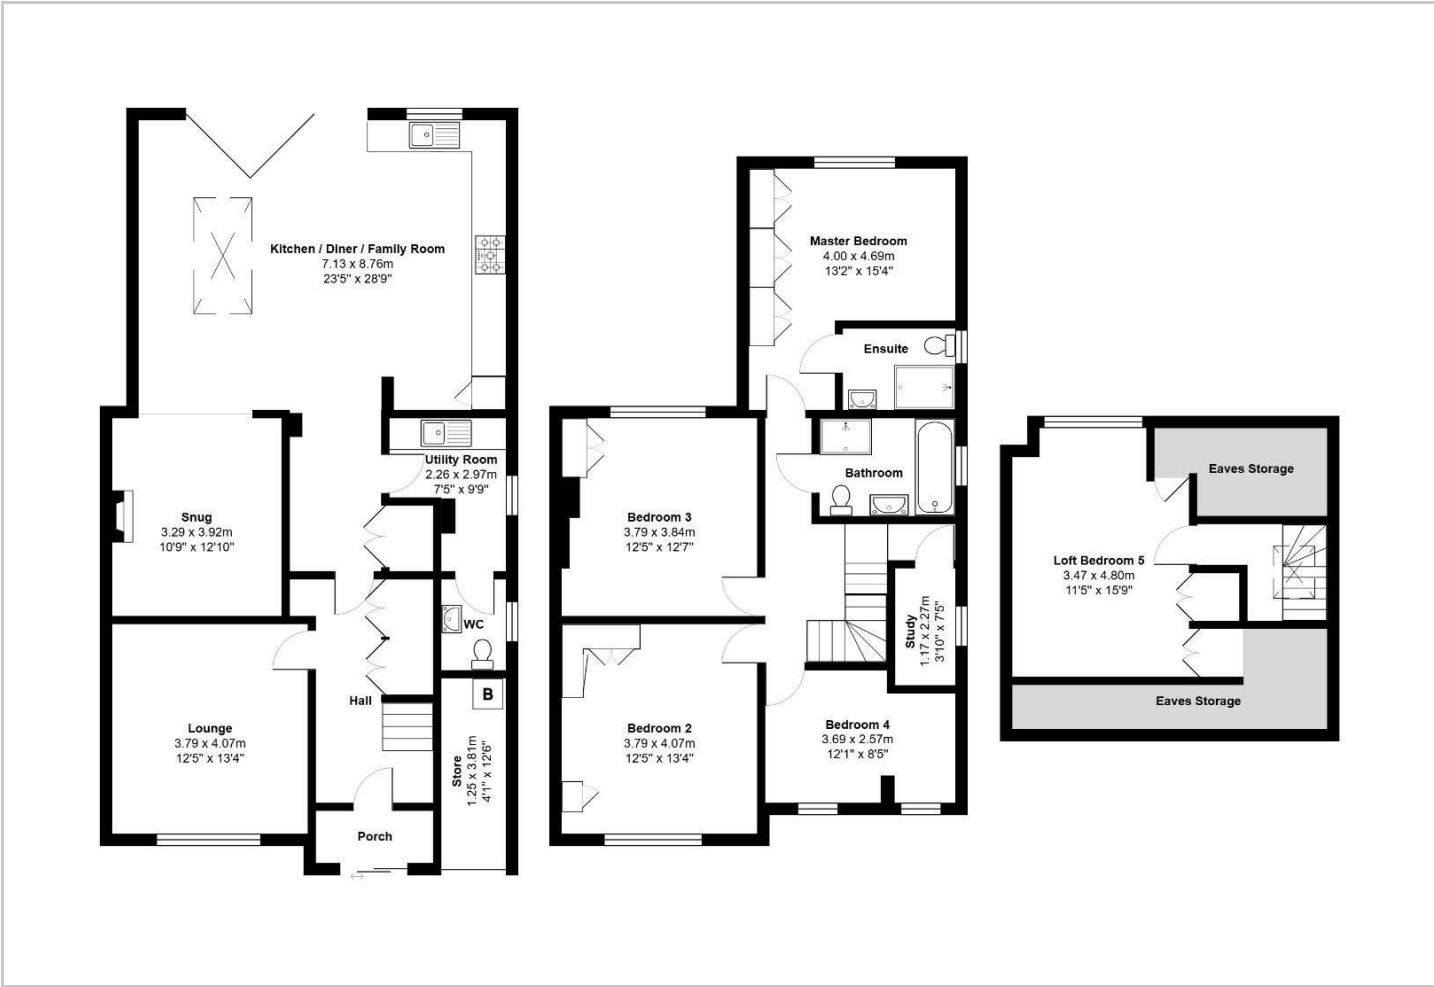 Kitchen / Diner / Family Room
7.13 x 8.76m
23'5" x 28'9"
Utility Room
2.26 x 2.97m
7'5" x 9'9"
Snug
3.29 x 3.92m
10'9" x 12'10"
WC
Hall
B
Lounge
3.79 x 4.07m
12'5" x 13'4"
Store
1.25 x 3.81m
4'1" x 12'6"
Porch
Master Bedroom
4.00 x 4.69m
13'2" x 15'4"
Ensuite
Bathroom
Bedroom 3
3.79 x 3.84m
12'5" x 12'7"
Study
1.17 x 2.27m
3'10" x 7'5"
Bedroom 2
3.79 x 4.07m
12'5" x 13'4"
Bedroom 4
3.69 x 2.57m
12'1" x 8'5"
Eaves Storage
Loft Bedroom 5
3.47 x 4.80m
11'5" x 15'9"
Eaves Storage